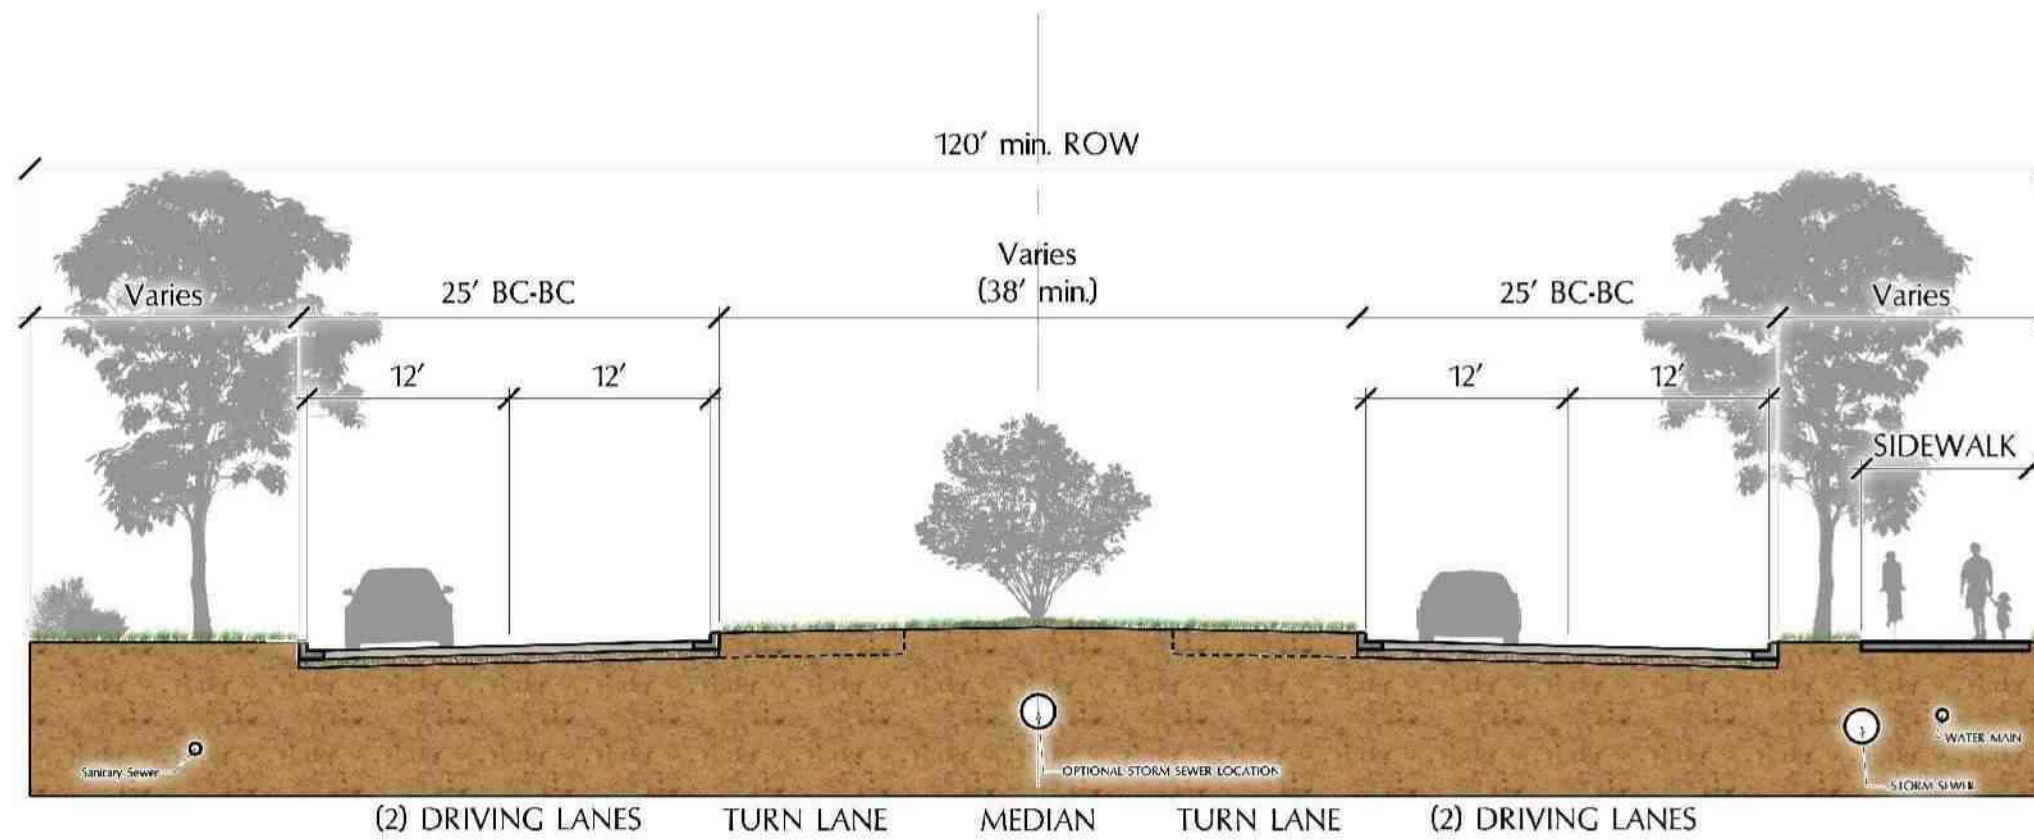 120' min. ROW
Varies
25' BC-BC
Varies
(38' min.)
25' BC-BC
Varies
12'
12'
12'
12'
SIDEWALK
Sanitary Sewer
OPTIONAL STORM SEWER LOCATION
WATER MAIN
STORM SEWER
(2) DRIVING LANES
TURN LANE
MEDIAN
TURN LANE
(2) DRIVING LANES